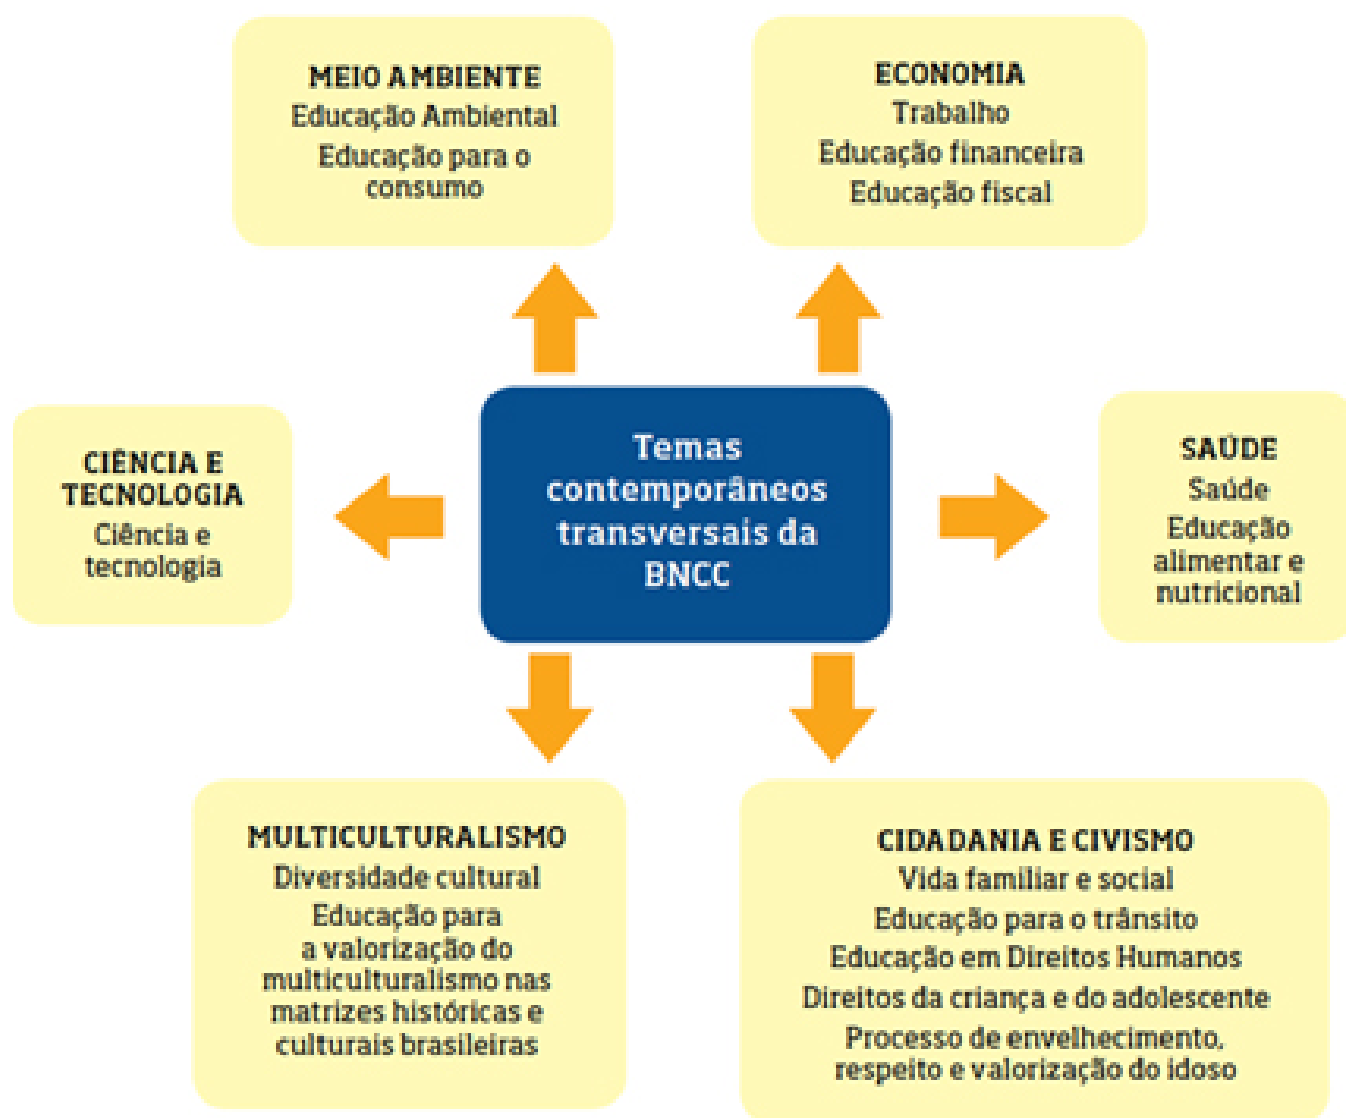 MEIO AMBIENTE
Educação Ambiental
Educação para o
consumo
ECONOMIA
Trabalho
Educação financeira
Educação fiscal
CIÊNCIA E
TECNOLOGIA
Ciência e
tecnologia
Temas
contemporâneos
transversais da
BNCC
SAÚDE
Saúde
Educação
alimentar e
nutricional
MULTICULTURALISMO
Diversidade cultural
Educação para
a valorização do
multiculturalismo nas
matrizes históricas e
culturais brasileiras
CIDADANIA E CIVISMO
Vida familiar e social
Educação para o trânsito
Educação em Direitos Humanos
Direitos da criança e do adolescente
Processo de envelhecimento,
respeito e valorização do idoso